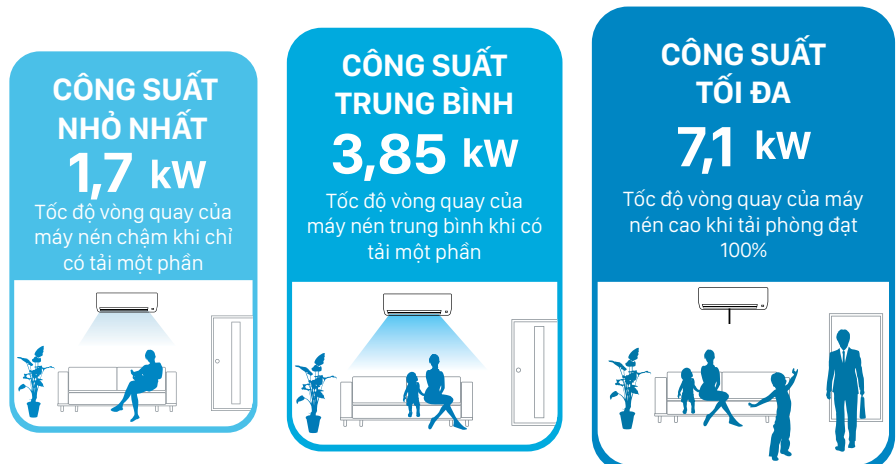 CÔNG SUẤT
NHỎ NHẤT
1,7 kW
Tốc độ vòng quay của
máy nén chậm khi chỉ
có tải một phần
CÔNG SUẤT
TRUNG BÌNH
3,85 kW
Tốc độ vòng quay của
máy nén trung bình khi có
tải một phần
CÔNG SUẤT
TỐI ĐA
7,1 kW
Tốc độ vòng quay của máy
nén cao khi tải phòng đạt
100%